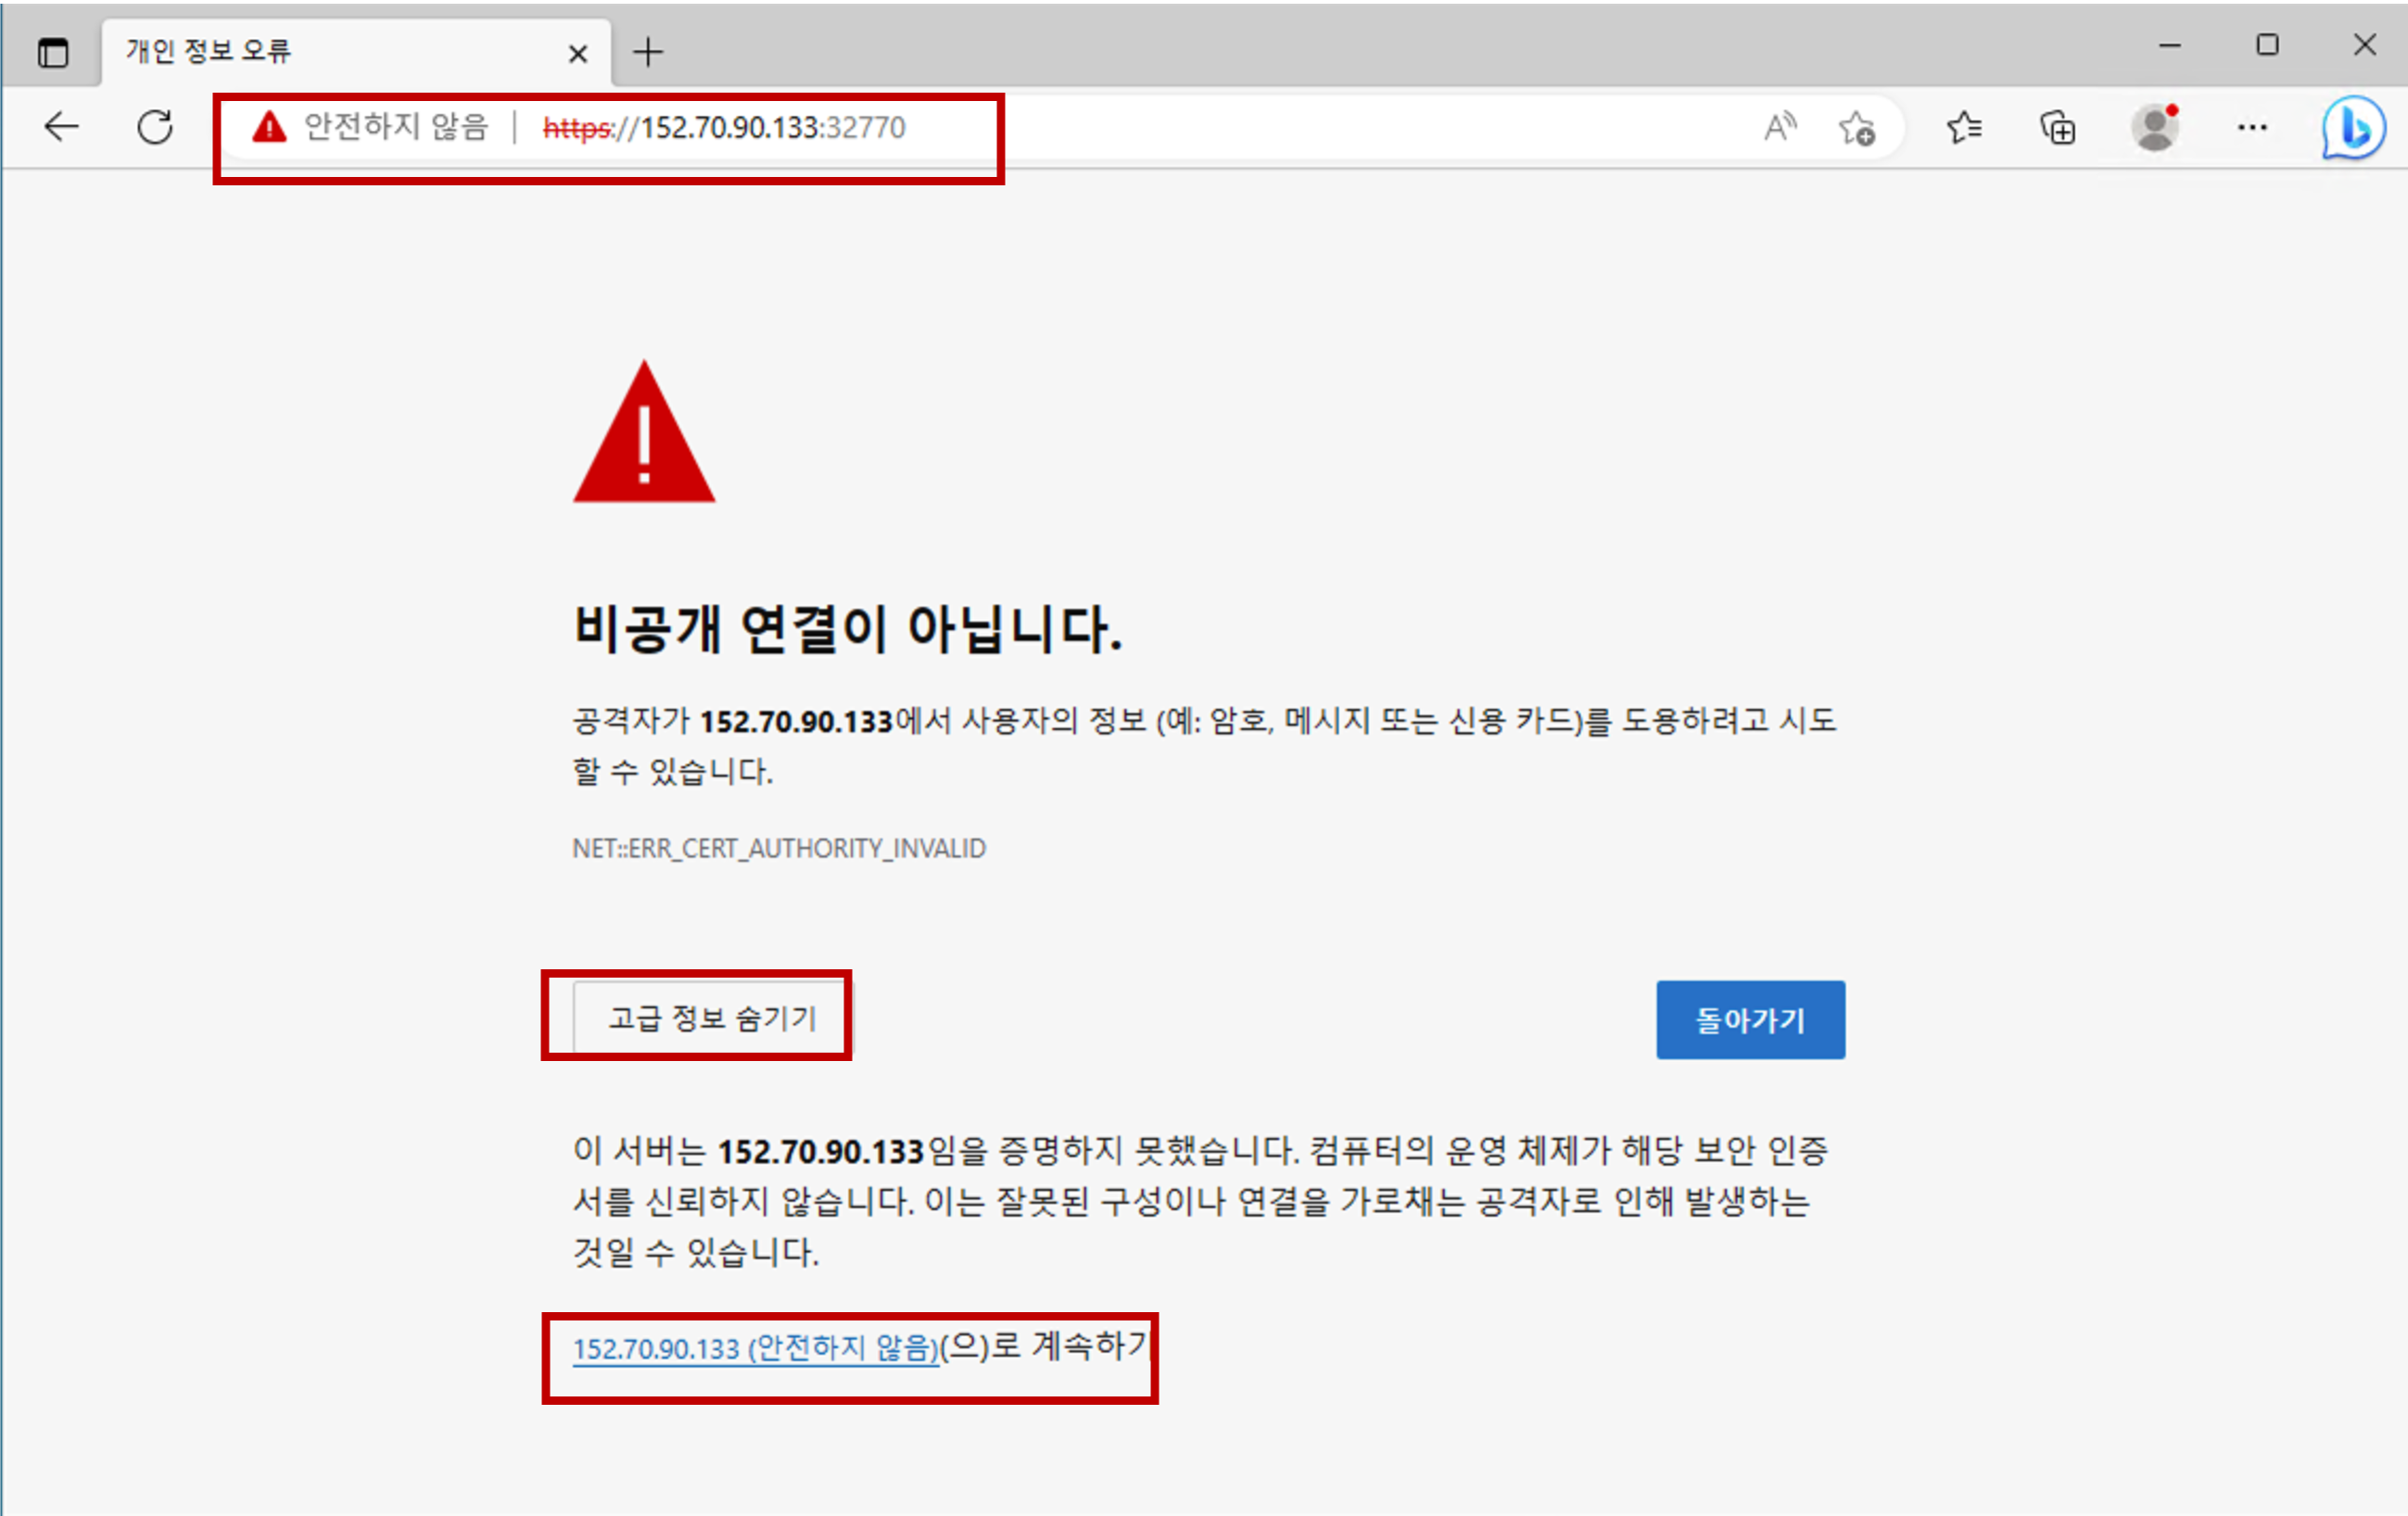 개인 정보 오류
안전하지 않음 | https://152.70.90.133:32770
비공개 연결이 아닙니다.
공격자가 152.70.90.133에서 사용자의 정보 (예: 암호, 메시지 또는 신용 카드)를 도용하려고 시도
할 수 있습니다.
NET::ERR_CERT_AUTHORITY_INVALID
고급 정보 숨기기
돌아가기
이 서버는 152.70.90.133임을 증명하지 못했습니다. 컴퓨터의 운영 체제가 해당 보안 인증
서를 신뢰하지 않습니다. 이는 잘못된 구성이나 연결을 가로채는 공격자로 인해 발생하는
것일 수 있습니다.
152.70.90.133 (안전하지 않음)(으)로 계속하기